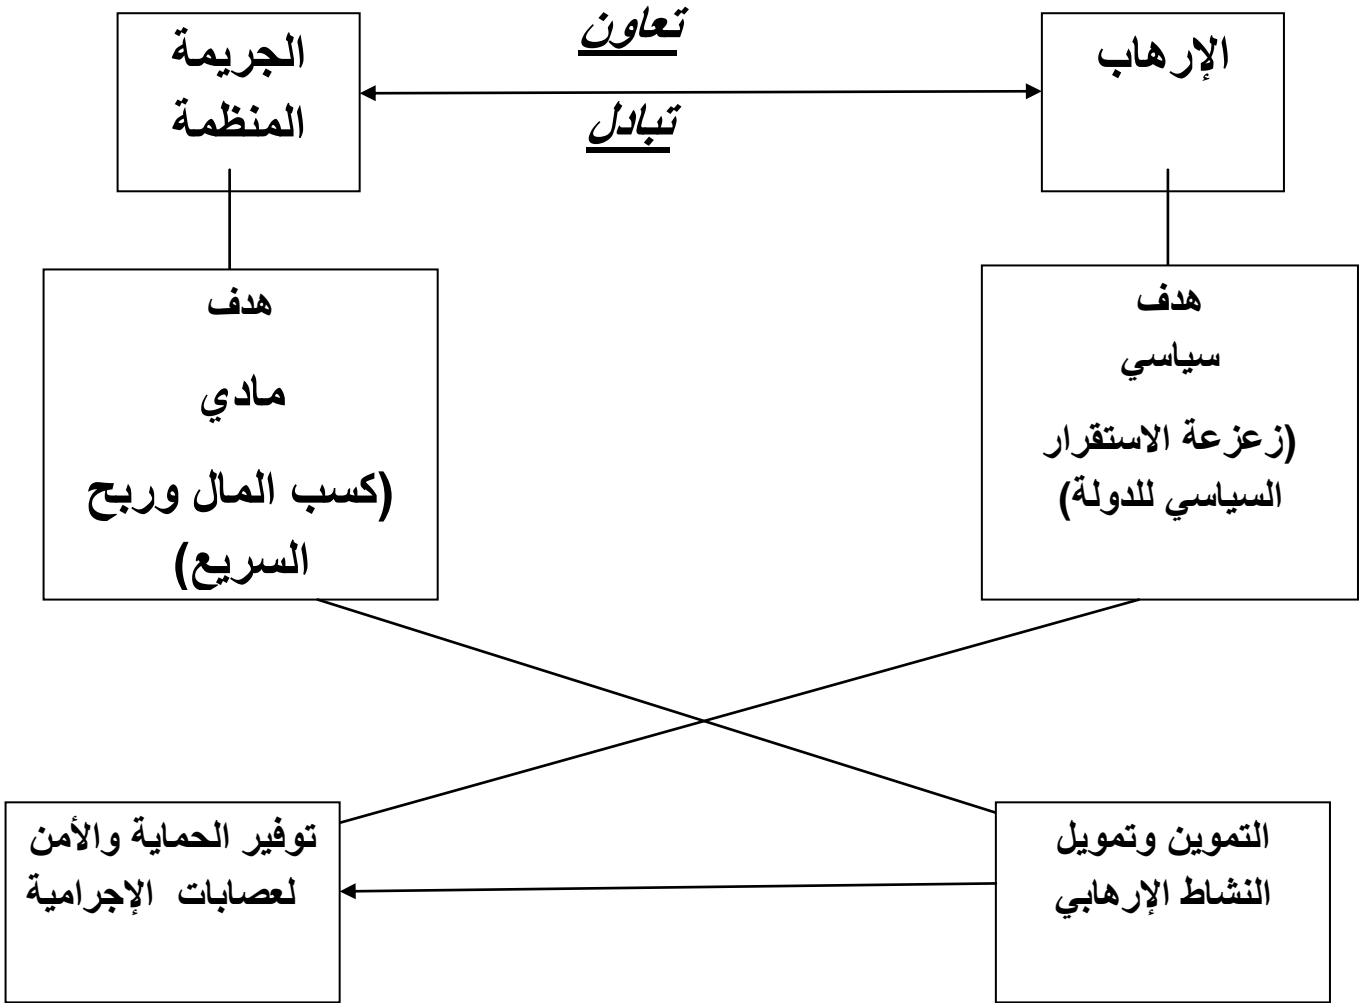 تعاون
تبادل
الإرهاب
الجريمة
المنظمة
هدف
سياسي
(زعزعة الاستقرار
السياسي للدولة)
هدف
مادي
(كسب المال وربح
السريع)
التموين وتمويل
النشاط الإرهابي
توفير الحماية والأمن
لعصابات الإجرامية